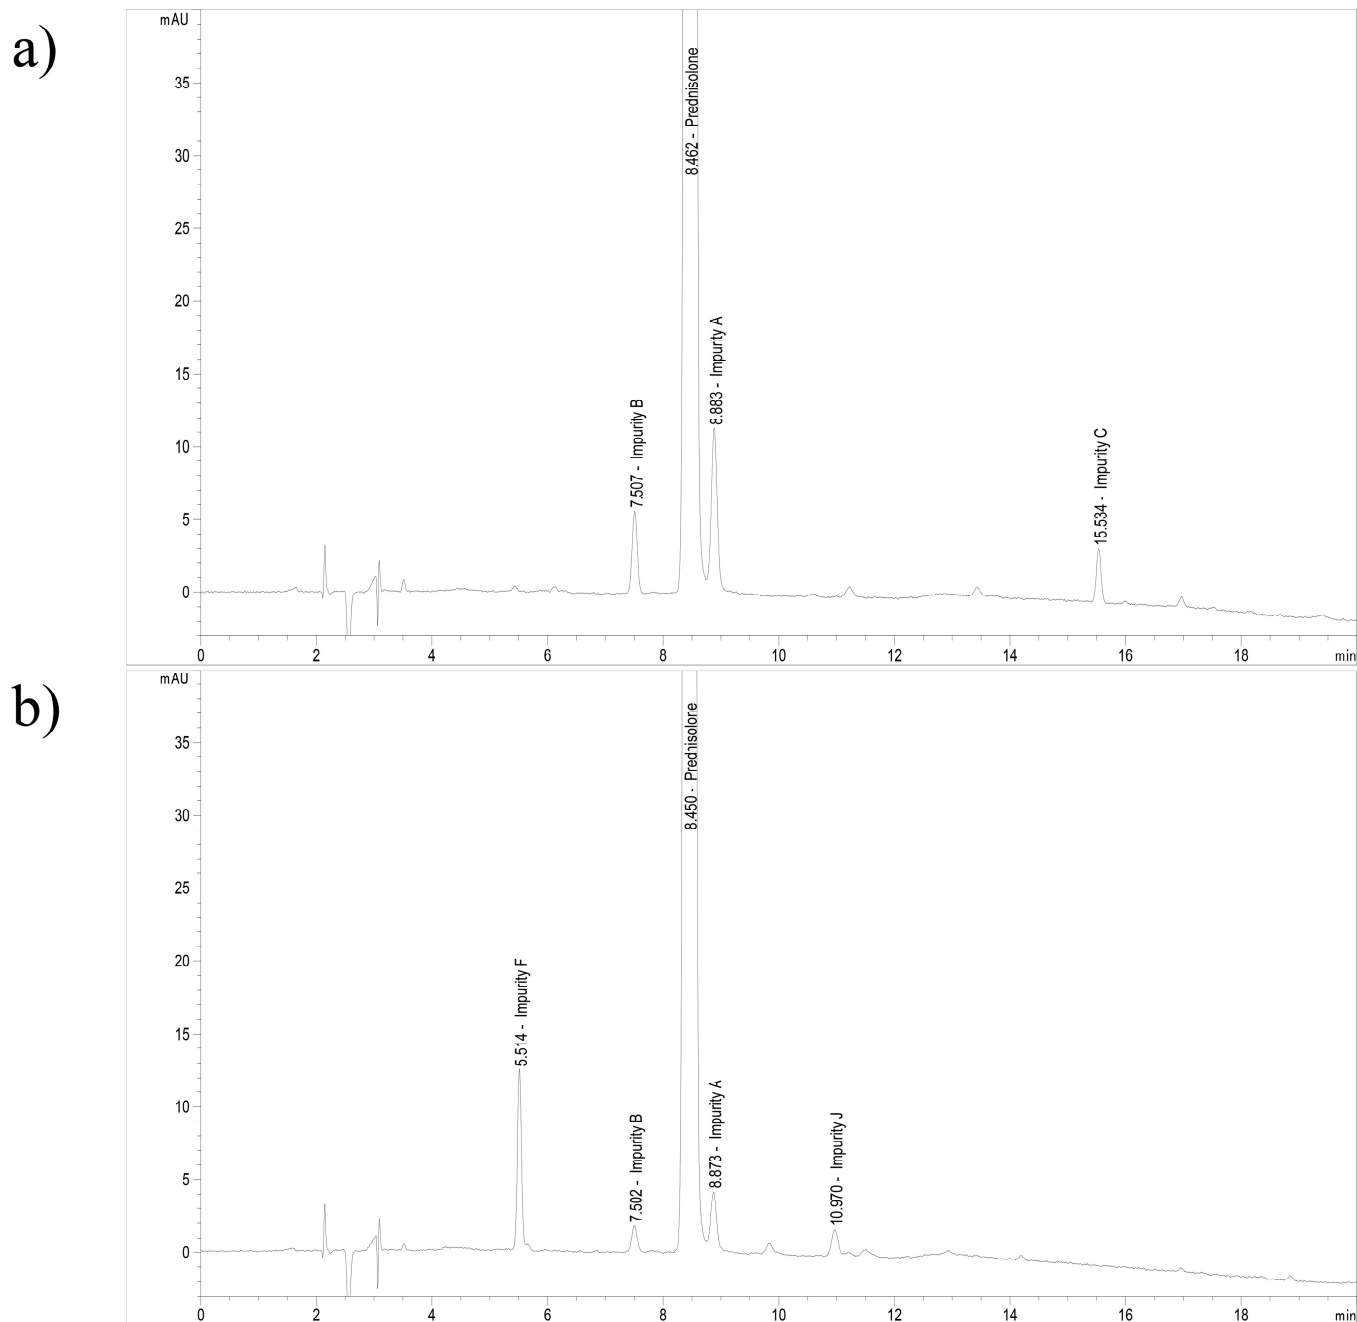 a)
mAU
35
30
25
20
15
10
5
0
7.507 - Impurity B
8.462 - Prednisolone
8.883 - Impurity A
15.534 - Impurity C
0 2 4 6 8 10 12 14 16 18 min
b)
mAU
35
30
25
20
15
10
5
0
5.514 - Impurity F
7.502 - Impurity B
8.450 - Prednisolone
8.873 - Impurity A
10.970 - Impurity J
0 2 4 6 8 10 12 14 16 18 min